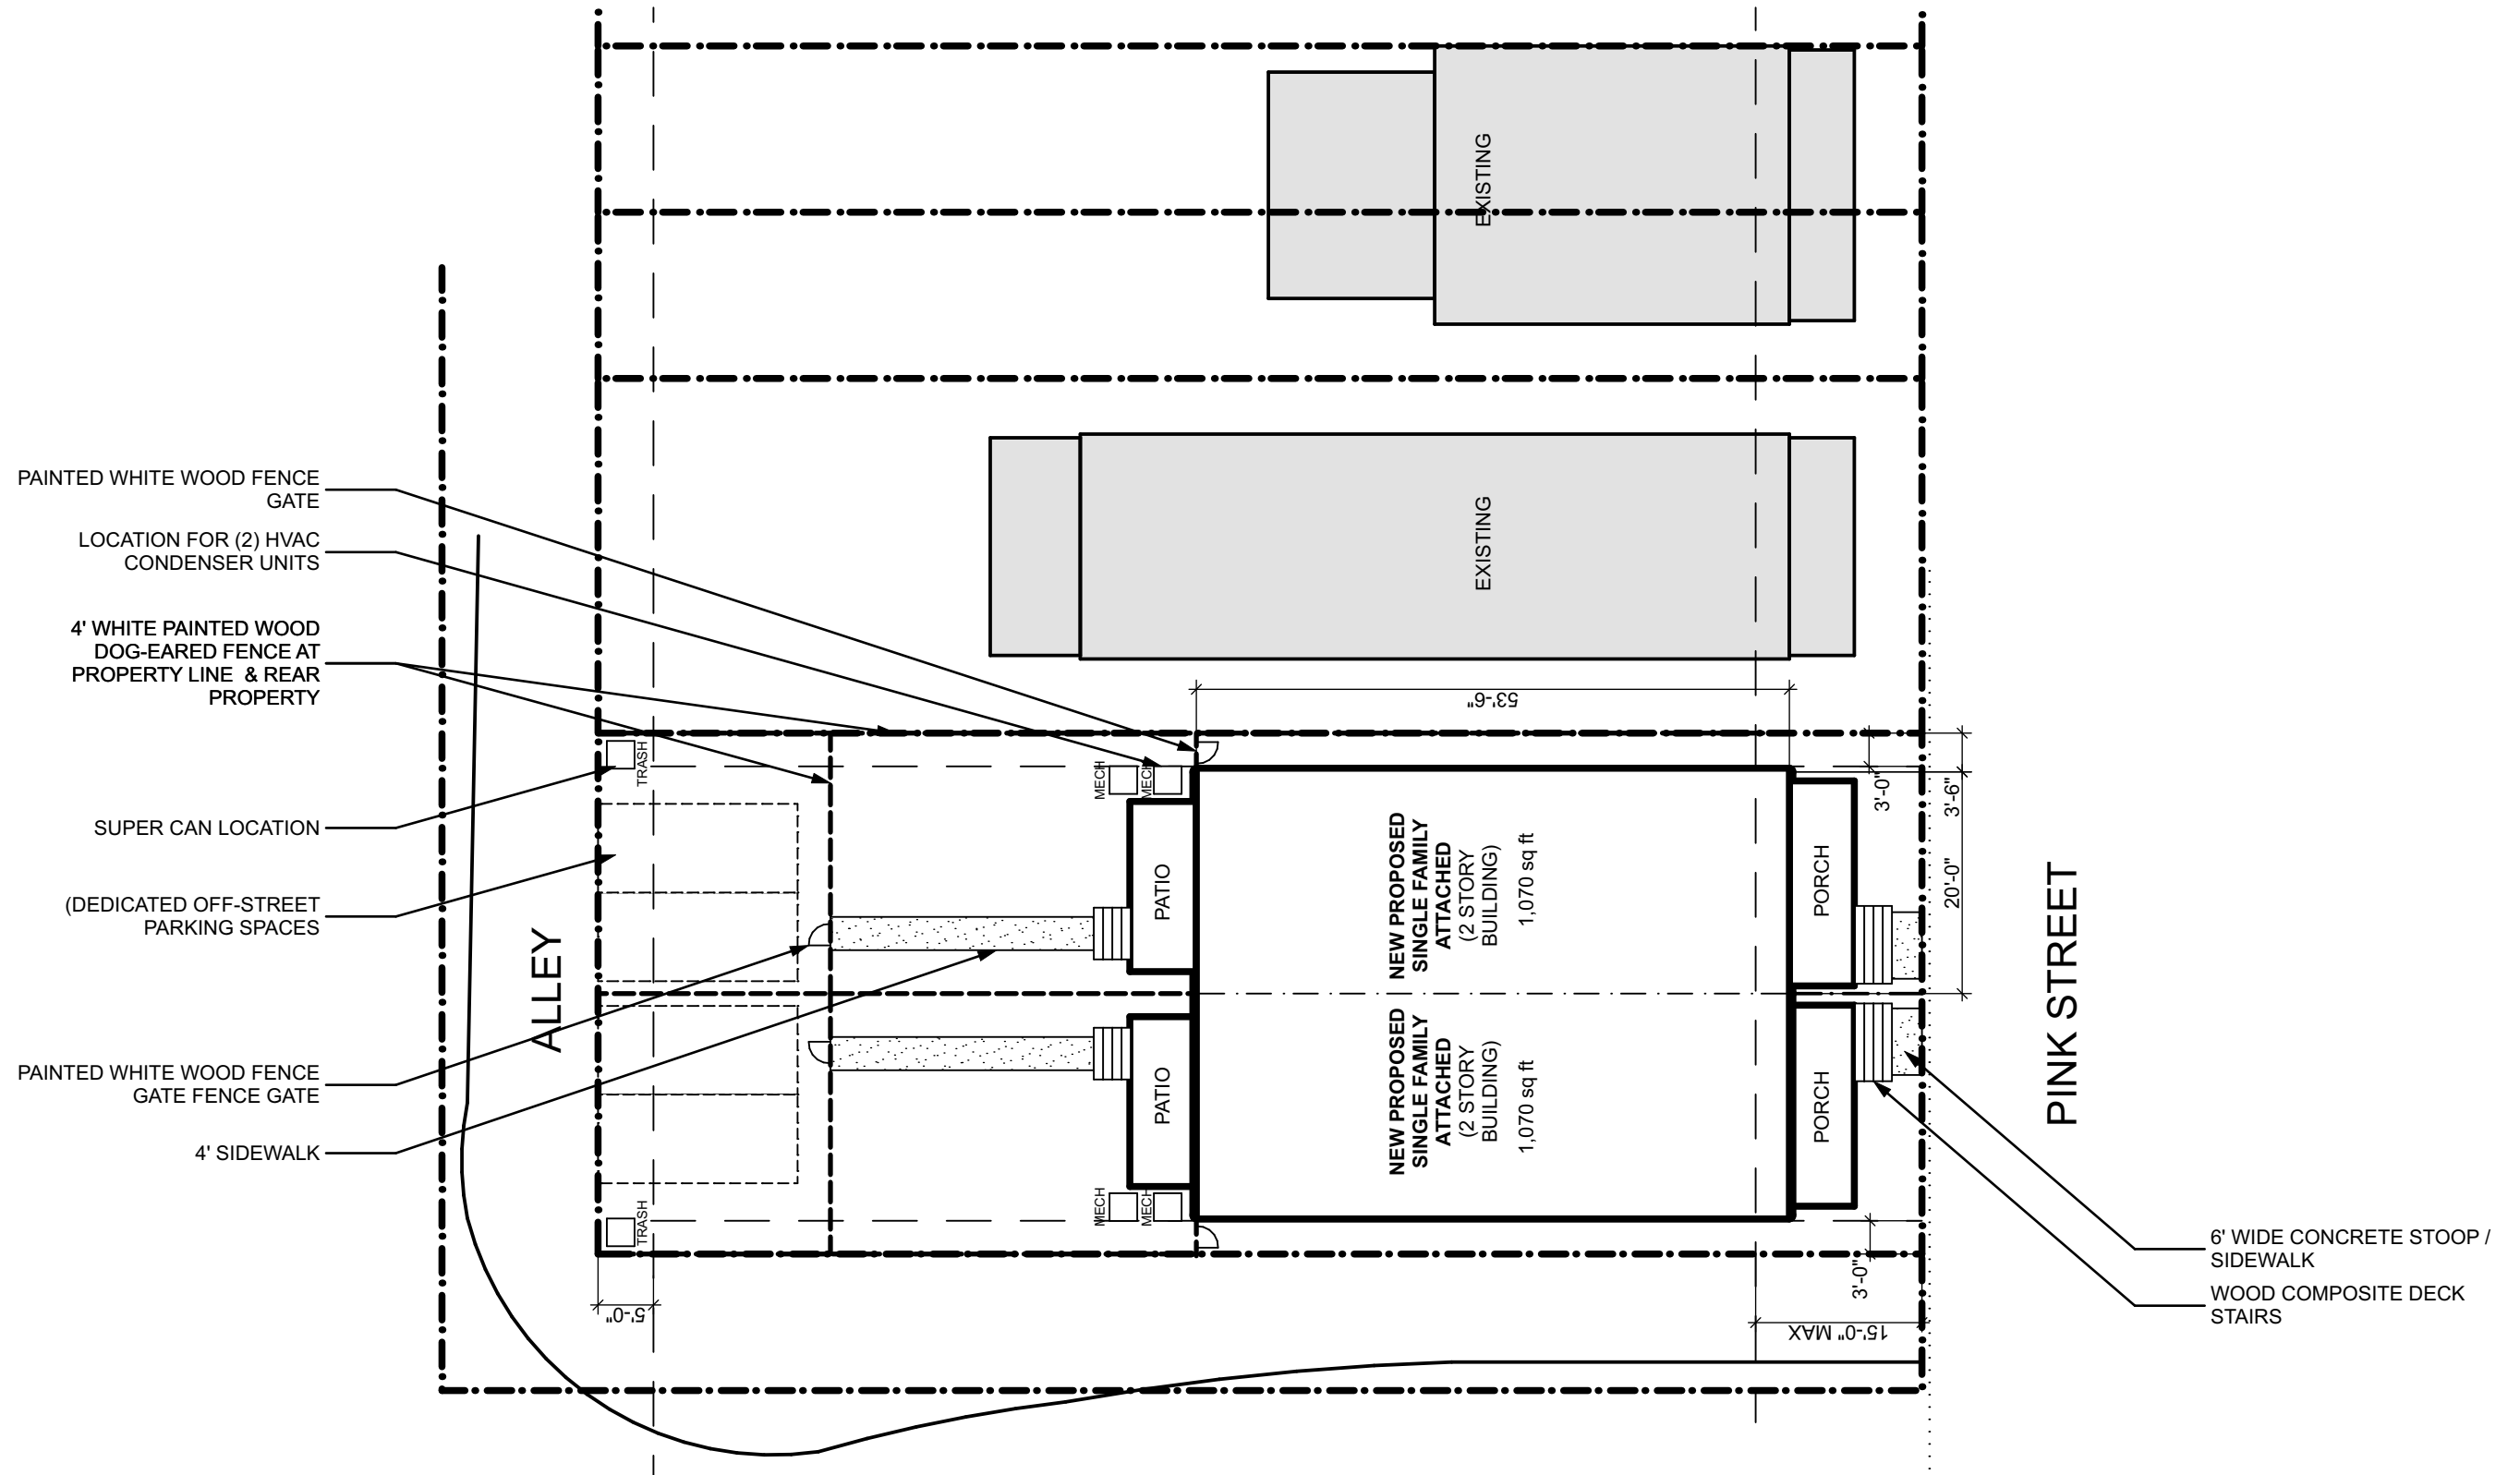 PAINTED WHITE WOOD FENCE
GATE
LOCATION FOR (2) HVAC
CONDENSER UNITS
4' WHITE PAINTED WOOD
DOG-EARED FENCE AT
PROPERTY LINE & REAR
PROPERTY
SUPER CAN LOCATION
(DEDICATED OFF-STREET
PARKING SPACES
PAINTED WHITE WOOD FENCE
GATE FENCE GATE
4' SIDEWALK
ALLEY
TRASH
TRASH
5'-0"
EXISTING
EXISTING
53'-6"
MECH
MECH
PATIO
PATIO
MECH
MECH
NEW PROPOSED
SINGLE FAMILY
ATTACHED
(2 STORY
BUILDING)
1,070 sq ft
NEW PROPOSED
SINGLE FAMILY
ATTACHED
(2 STORY
BUILDING)
1,070 sq ft
PORCH
PORCH
3'-0"
3'-6"
20'-0"
3'-0"
15'-0" MAX
PINK STREET
6' WIDE CONCRETE STOOP /
SIDEWALK
WOOD COMPOSITE DECK
STAIRS